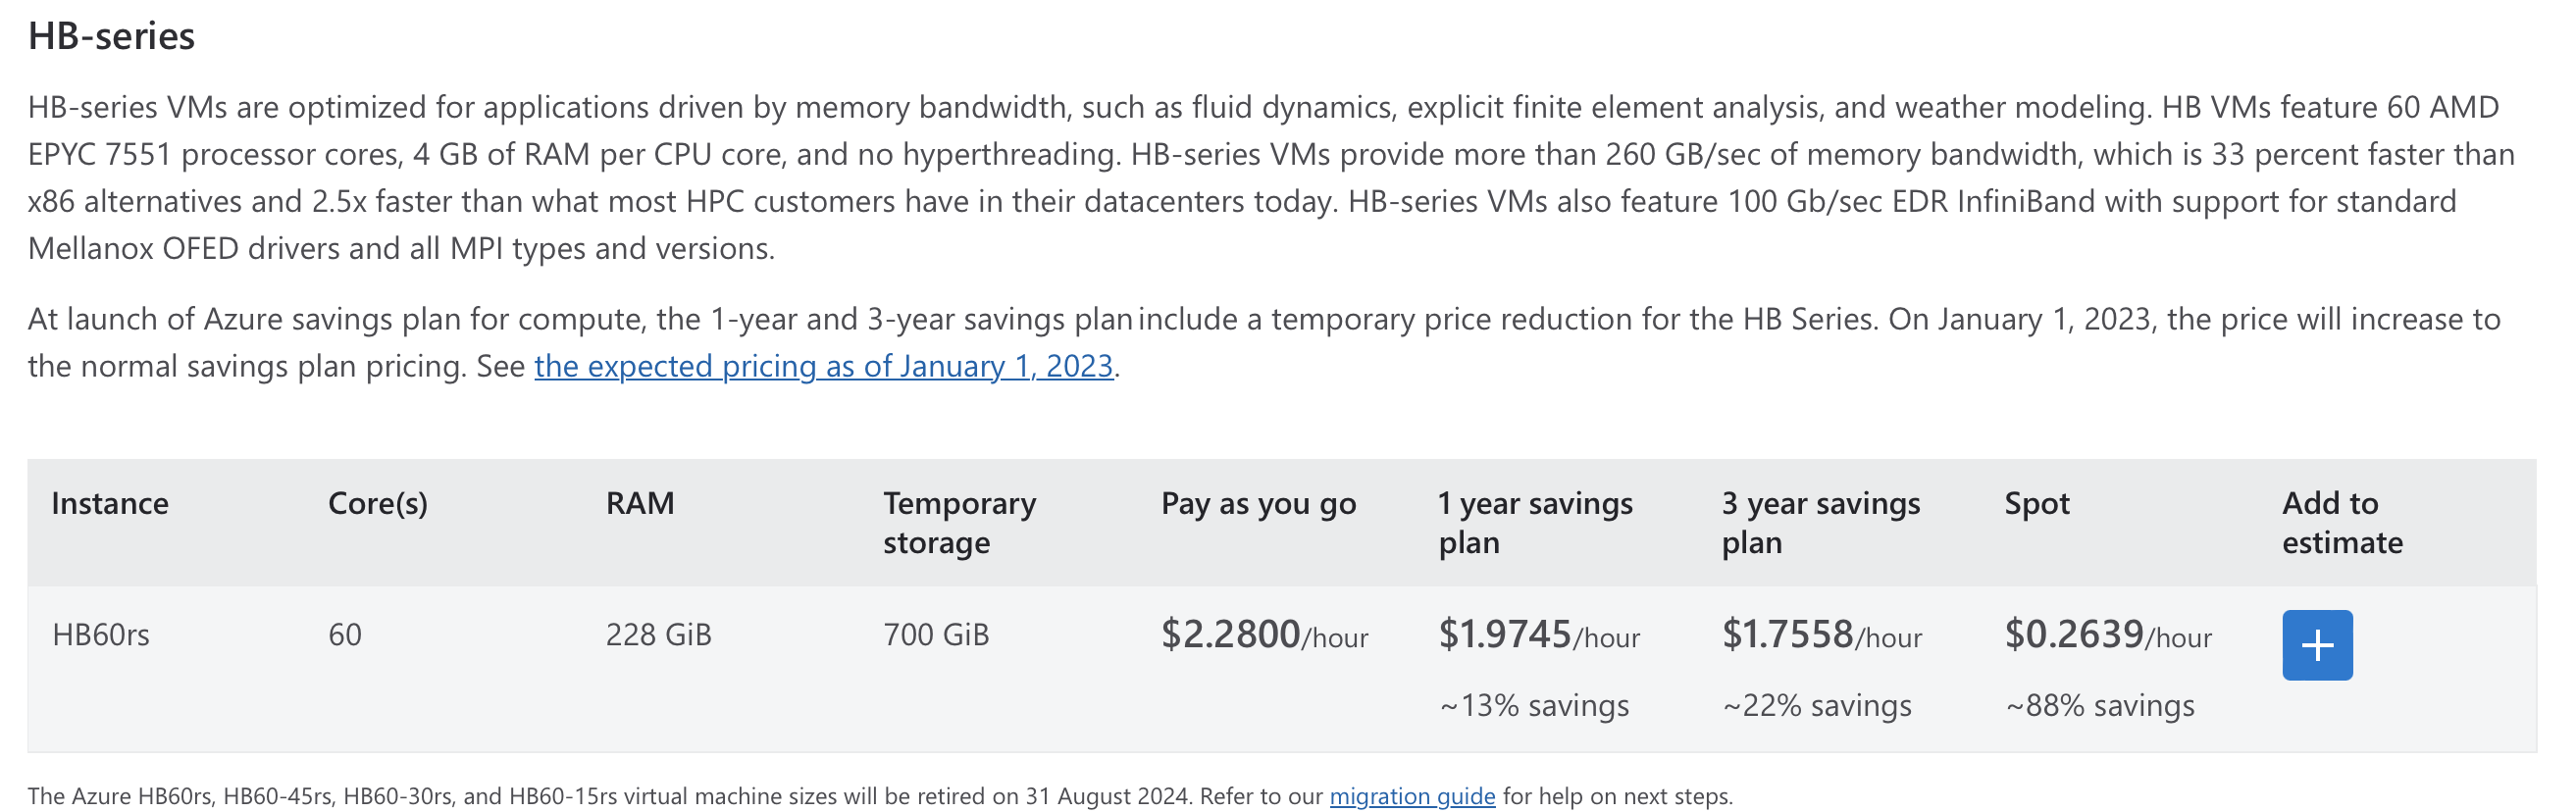 HB-series
HB-series VMs are optimized for applications driven by memory bandwidth, such as fluid dynamics, explicit finite element analysis, and weather modeling. HB VMs feature 60 AMD
EPYC 7551 processor cores, 4 GB of RAM per CPU core, and no hyperthreading. HB-series VMs provide more than 260 GB/sec of memory bandwidth, which is 33 percent faster than
x86 alternatives and 2.5x faster than what most HPC customers have in their datacenters today. HB-series VMs also feature 100 Gb/sec EDR InfiniBand with support for standard
Mellanox OFED drivers and all MPI types and versions.
At launch of Azure savings plan for compute, the 1-year and 3-year savings plan include a temporary price reduction for the HB Series. On January 1, 2023, the price will increase to
the normal savings plan pricing. See the expected pricing as of January 1, 2023.
Instance Core(s) RAM Temporary storage Pay as you go 1 year savings plan 3 year savings plan Spot Add to estimate
HB60rs 60 228 GiB 700 GiB $2.2800/hour $1.9745/hour $1.7558/hour $0.2639/hour +
~13% savings ~22% savings ~88% savings
The Azure HB60rs, HB60-45rs, HB60-30rs, and HB60-15rs virtual machine sizes will be retired on 31 August 2024. Refer to our migration guide for help on next steps.